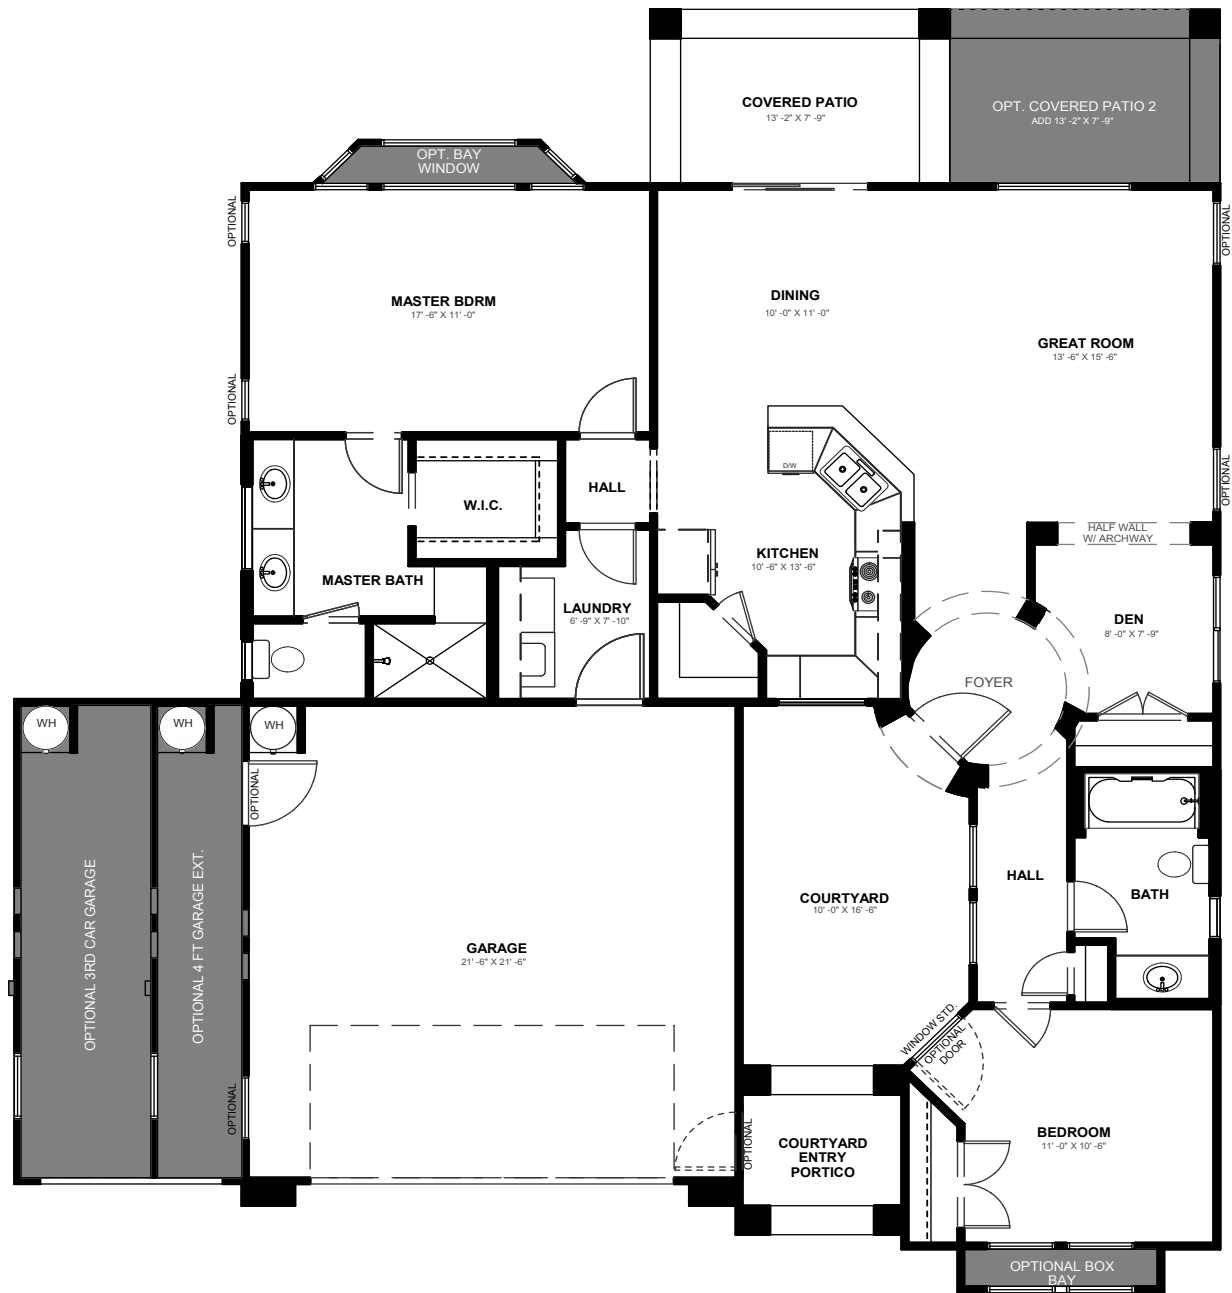 COVERED PATIO
13' -2" X 7' -9"
OPT. COVERED PATIO 2
ADD 13' -2" X 7' -9"
OPT. BAY
WINDOW
OPTIONAL
OPTIONAL
MASTER BDRM
17' -6" X 11' -0"
DINING
10' -0" X 11' -0"
GREAT ROOM
13' -6" X 15' -6"
OPTIONAL
OPTIONAL
D/W
W.I.C.
HALL
HALF WALL
W/ ARCHWAY
KITCHEN
10' -6" X 13' -6"
MASTER BATH
LAUNDRY
6' -9" X 7' -10"
DEN
8' -0" X 7' -9"
FOYER
WH
WH
WH
OPTIONAL
OPTIONAL 3RD CAR GARAGE
OPTIONAL 4 FT GARAGE EXT.
HALL
BATH
COURTYARD
10' -0" X 16' -6"
GARAGE
21' -6" X 21' -6"
WINDOW STD.
OPTIONAL
DOOR
OPTIONAL
OPTIONAL
COURTYARD
ENTRY
PORTICO
BEDROOM
11' -0" X 10' -6"
OPTIONAL BOX
BAY